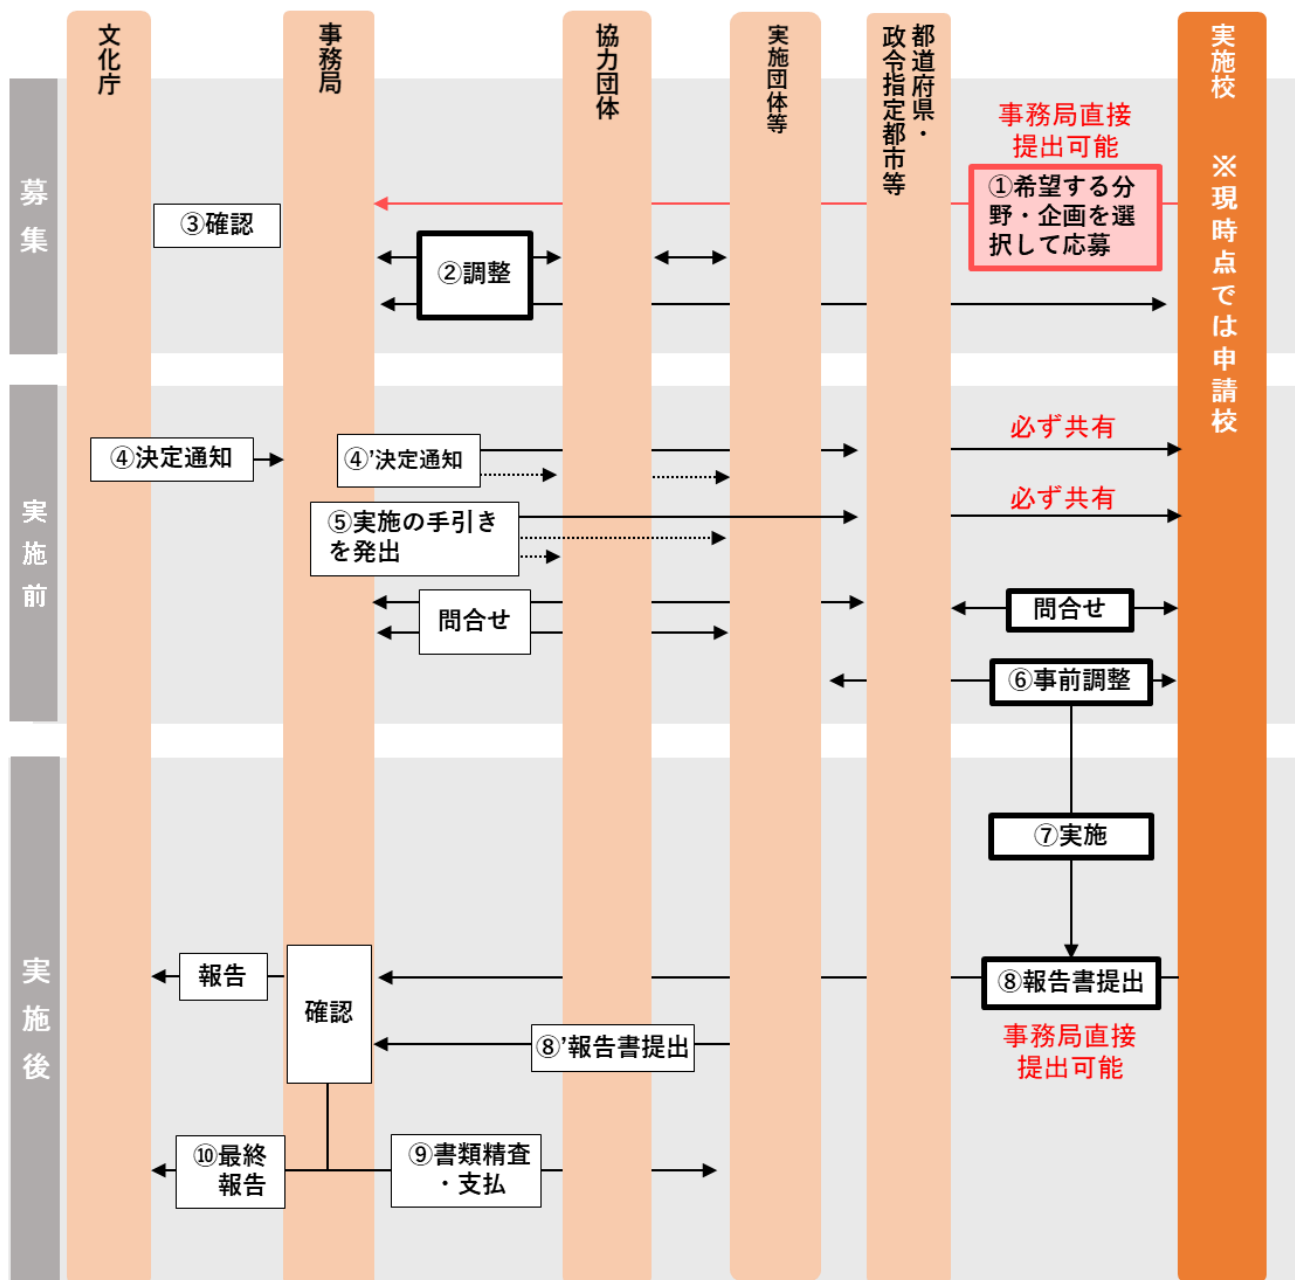 文化庁
事務局
協力団体
実施団体等
都道府県・
政令指定都市等
実施校　※現時点では申請校
募集
事務局直接
提出可能
①希望する分
野・企画を選
択して応募
③確認
②調整
実施前
④決定通知
④’決定通知
必ず共有
⑤実施の手引き
を発出
必ず共有
問合せ
問合せ
⑥事前調整
実施後
⑦実施
報告
確認
⑧報告書提出
⑧’報告書提出
事務局直接
提出可能
⑩最終
報告
⑨書類精査
・支払